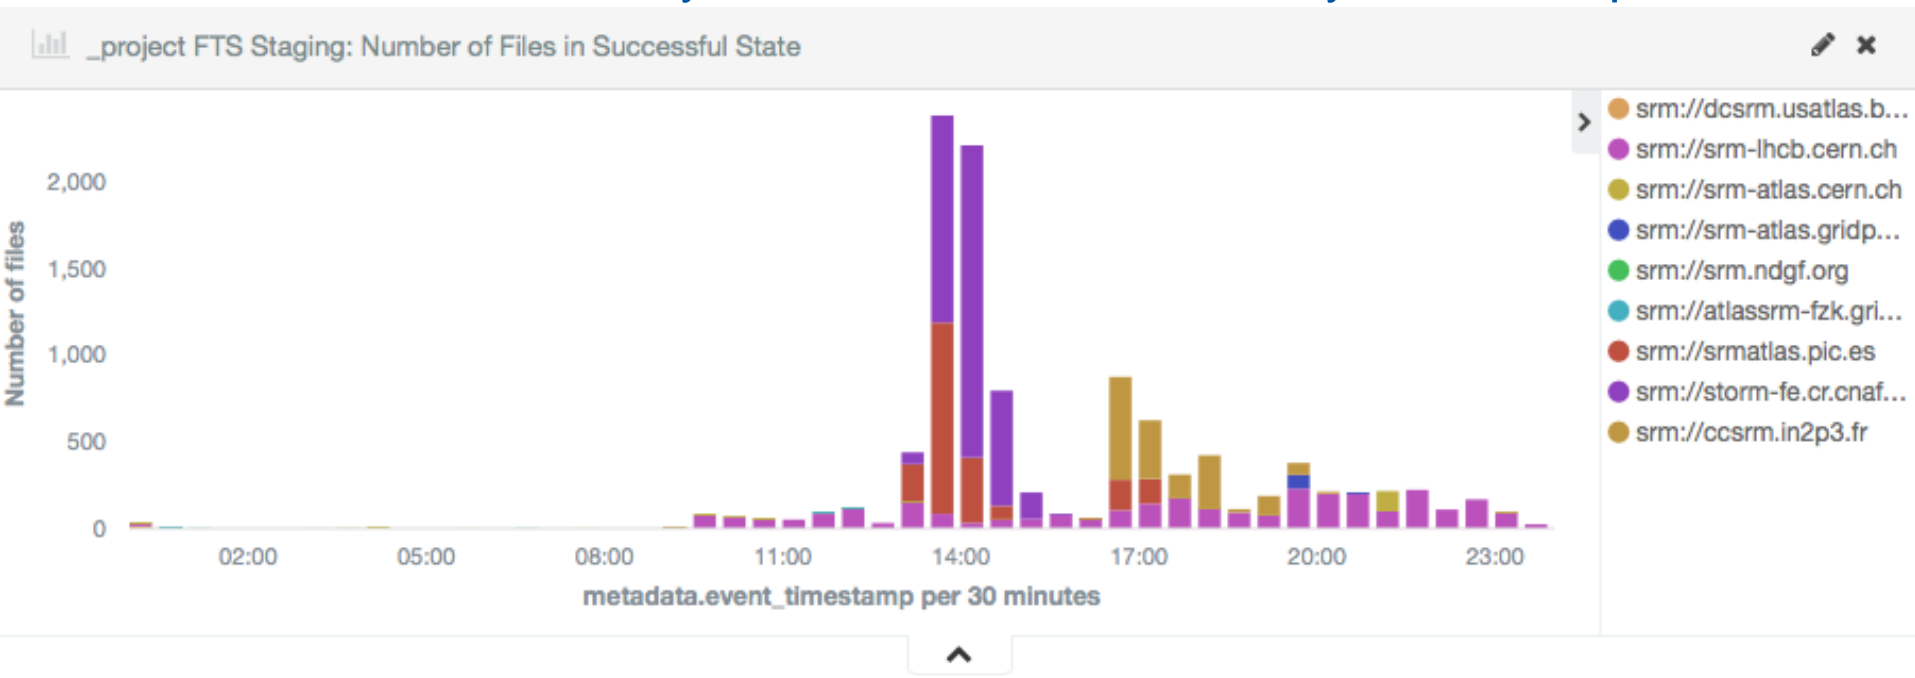 _project FTS Staging: Number of Files in Successful State
2,000
1,500
1,000
500
0
Number of files
02:00 05:00 08:00 11:00 14:00 17:00 20:00 23:00
metadata.event_timestamp per 30 minutes
srm://dcsrm.usatlas.b...
srm://srm-lhcb.cern.ch
srm://srm-atlas.cern.ch
srm://srm-atlas.gridp...
srm://srm.ndgf.org
srm://atlassrm-fzk.gri...
srm://srmatlas.pic.es
srm://storm-fe.cr.cnaf...
srm://ccsrm.in2p3.fr